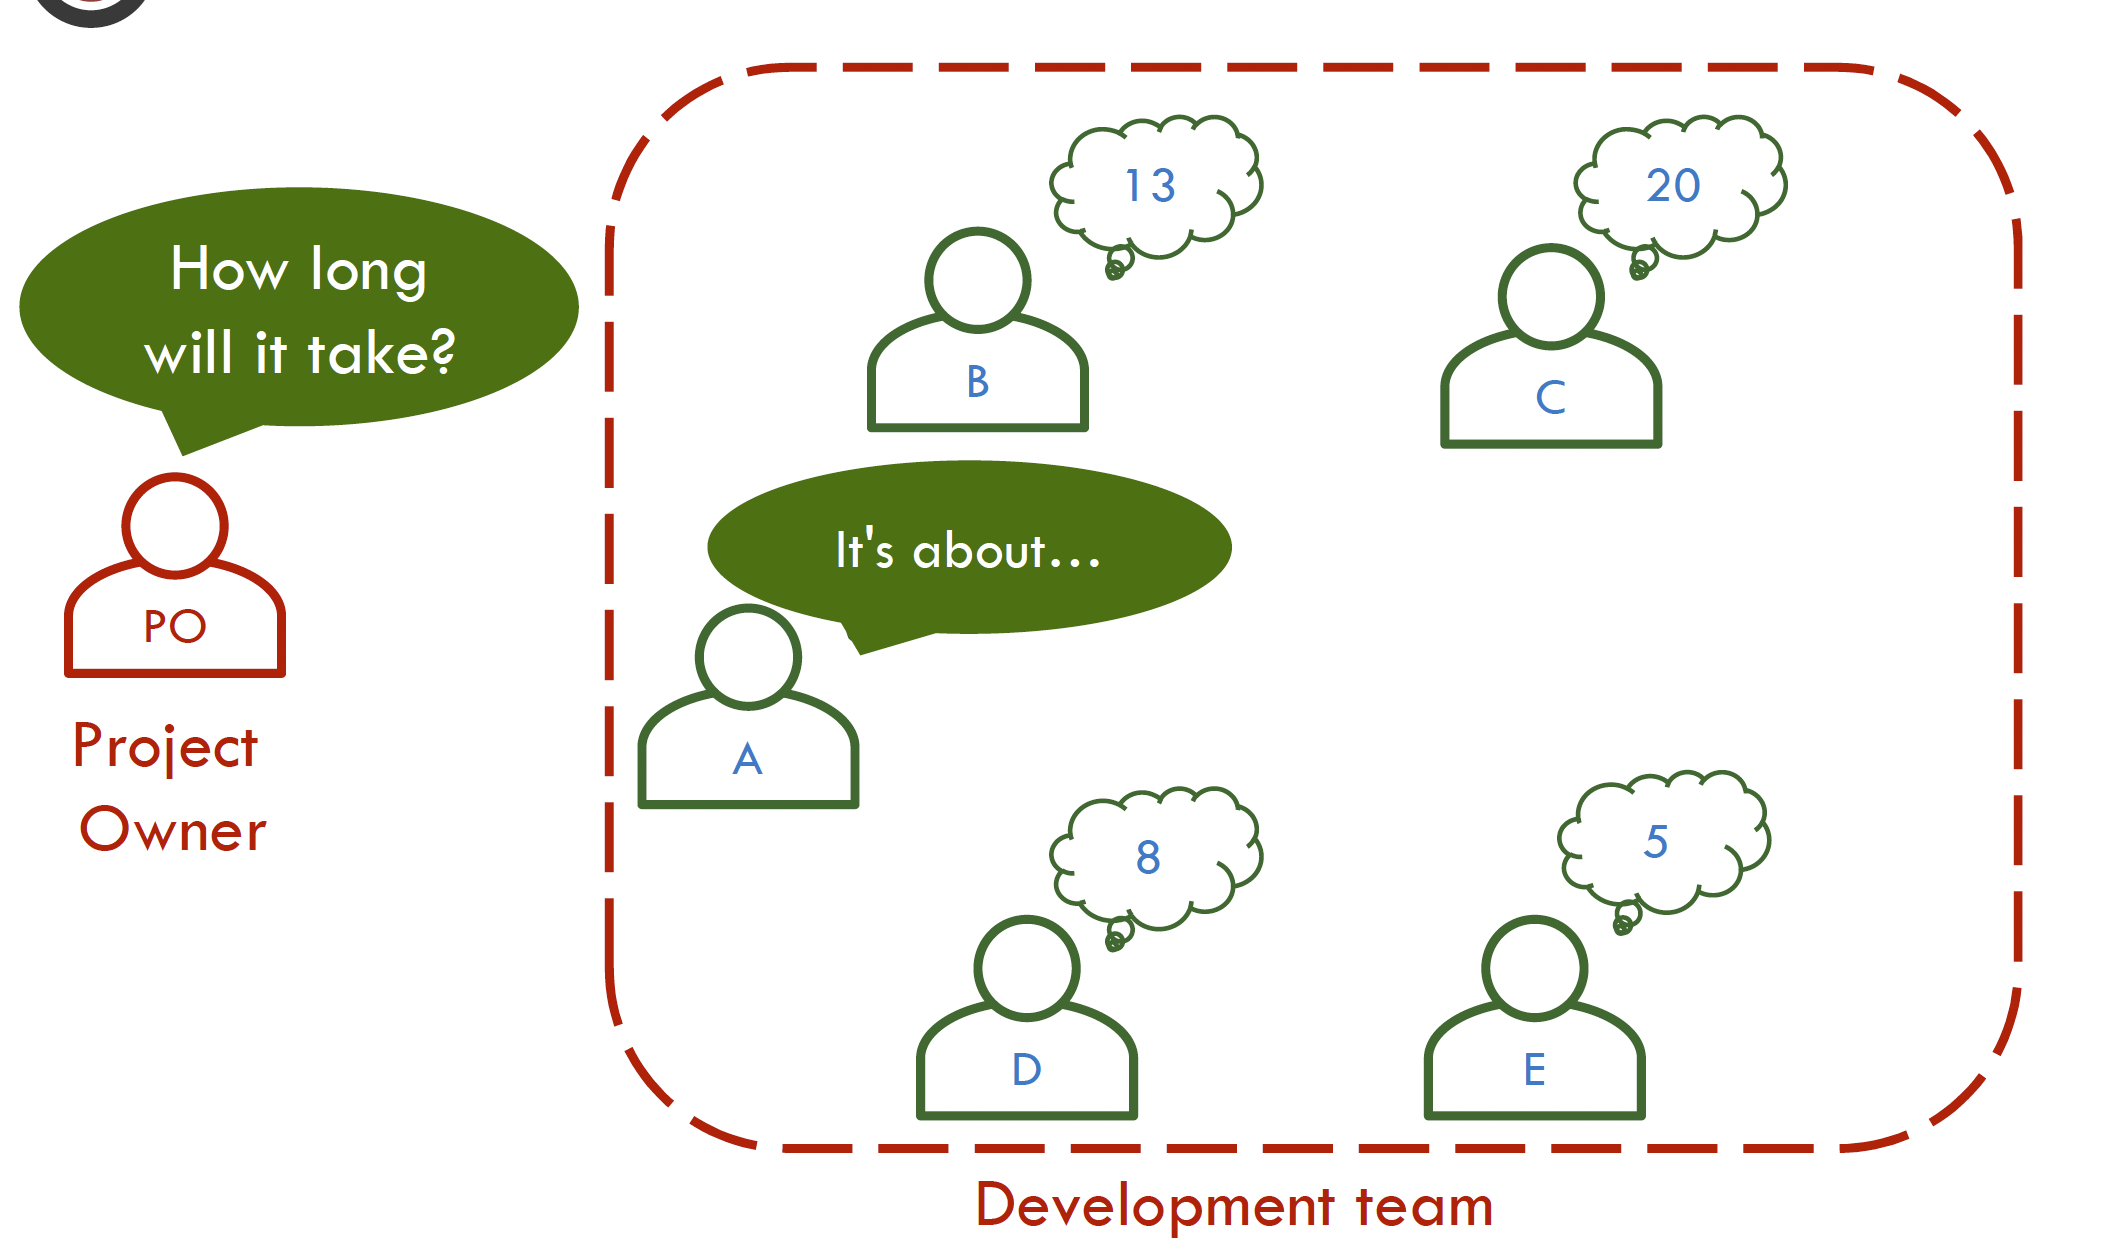 How long
will it take?
PO
Project
Owner
13
B
20
C
It's about...
A
8
D
5
E
Development team